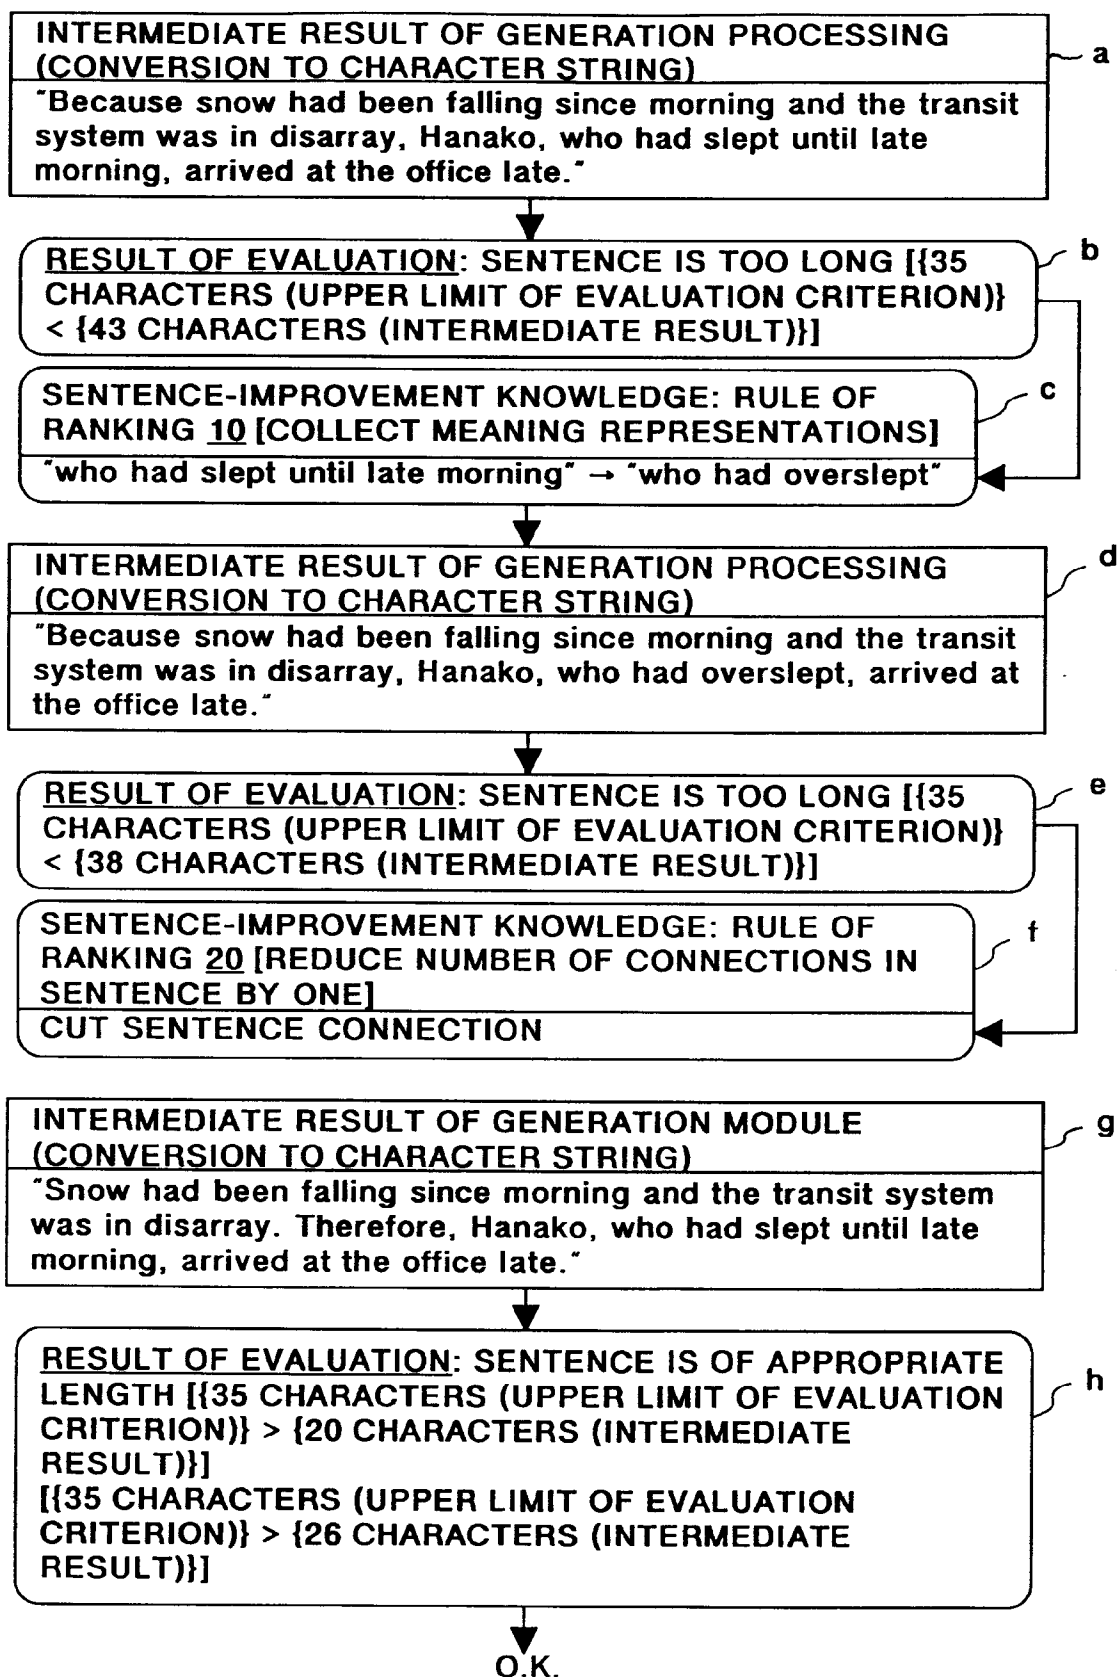 INTERMEDIATE RESULT OF GENERATION PROCESSING
(CONVERSION TO CHARACTER STRING)
a
"Because snow had been falling since morning and the transit
system was in disarray, Hanako, who had slept until late
morning, arrived at the office late."
b
RESULT OF EVALUATION: SENTENCE IS TOO LONG [{35
CHARACTERS (UPPER LIMIT OF EVALUATION CRITERION)}
< {43 CHARACTERS (INTERMEDIATE RESULT)}]
c
SENTENCE-IMPROVEMENT KNOWLEDGE: RULE OF
RANKING 10 [COLLECT MEANING REPRESENTATIONS]
"who had slept until late morning" → "who had overslept"
d
INTERMEDIATE RESULT OF GENERATION PROCESSING
(CONVERSION TO CHARACTER STRING)
"Because snow had been falling since morning and the transit
system was in disarray, Hanako, who had overslept, arrived at
the office late."
e
RESULT OF EVALUATION: SENTENCE IS TOO LONG [{35
CHARACTERS (UPPER LIMIT OF EVALUATION CRITERION)}
< {38 CHARACTERS (INTERMEDIATE RESULT)}]
f
SENTENCE-IMPROVEMENT KNOWLEDGE: RULE OF
RANKING 20 [REDUCE NUMBER OF CONNECTIONS IN
SENTENCE BY ONE]
CUT SENTENCE CONNECTION
g
INTERMEDIATE RESULT OF GENERATION MODULE
(CONVERSION TO CHARACTER STRING)
"Snow had been falling since morning and the transit system
was in disarray. Therefore, Hanako, who had slept until late
morning, arrived at the office late."
h
RESULT OF EVALUATION: SENTENCE IS OF APPROPRIATE
LENGTH [{35 CHARACTERS (UPPER LIMIT OF EVALUATION
CRITERION)} > {20 CHARACTERS (INTERMEDIATE
RESULT)}]
[{35 CHARACTERS (UPPER LIMIT OF EVALUATION
CRITERION)} > {26 CHARACTERS (INTERMEDIATE
RESULT)}]
O.K.